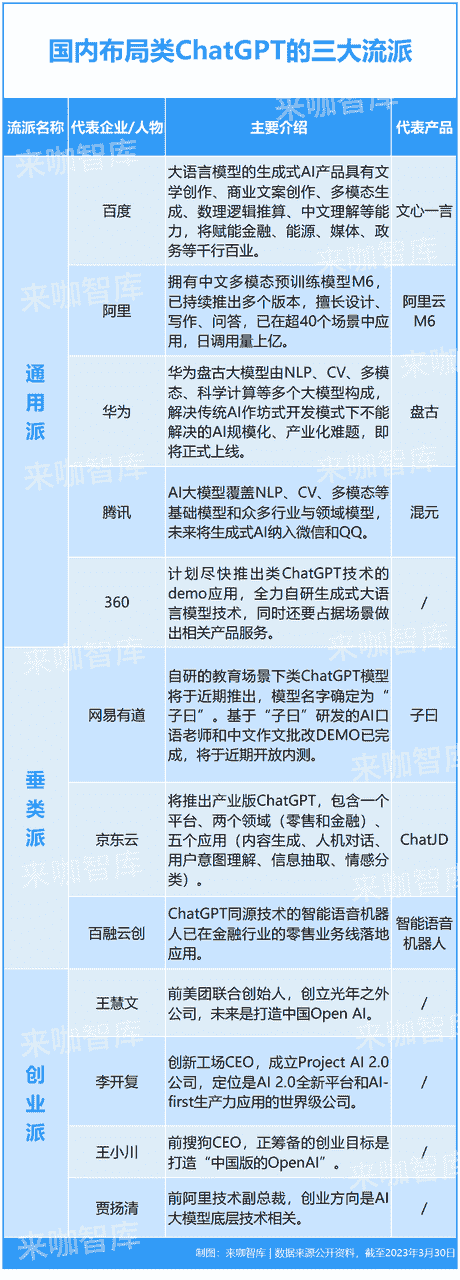 国内布局类ChatGPT的三大流派
流派名称 代表企业/人物 主要介绍 代表产品
通用派
百度
大语言模型的生成式AI产品具有文
学创作、商业文案创作、多模态生
成、数理逻辑推算、中文理解等能
力，将赋能金融、能源、媒体、政
务等千行百业。
文心一言
阿里
拥有中文多模态预训练模型M6，
已持续推出多个版本，擅长设计、
写作、问答，已在超40个场景中应
用，日调用量上亿。
阿里云
M6
华为
华为盘古大模型由NLP、CV、多模
态、科学计算等多个大模型构成，
解决传统AI作坊式开发模式下不能
解决的AI规模化、产业化难题，即
将正式上线。
盘古
腾讯
AI大模型覆盖NLP、CV、多模态等
基础模型和众多行业与领域模型，
未来将生成式AI纳入微信和QQ。
混元
360
计划尽快推出类ChatGPT技术的
demo应用，全力自研生成式大语
言模型技术，同时还要占据场景做
出相关产品服务。
/
垂类派
网易有道
自研的教育场景下类ChatGPT模型
将于近期推出，模型名字确定为“
子曰”。基于“子曰”研发的AI口
语老师和中文作文批改DEMO已完
成，将于近期开放内测。
子曰
京东云
将推出产业版ChatGPT，包含一个
平台、两个领域（零售和金融）、
五个应用（内容生成、人机对话、
用户意图理解、信息抽取、情感分
类）。
ChatJD
百融云创
ChatGPT同源技术的智能语音机器
人已在金融行业的零售业务线落地
应用。
智能语音
机器人
创业派
王慧文
前美团联合创始人，创立光年之外
公司，未来是打造中国Open AI。
/
李开复
创新工场CEO，成立Project AI 2.0
公司，定位是AI 2.0全新平台和AI-
first生产力应用的世界级公司。
/
王小川
前搜狗CEO，正筹备的创业目标是
打造“中国版的OpenAI”。
/
贾扬清
前阿里技术副总裁，创业方向是AI
大模型底层技术相关。
/
制图：来咖智库 | 数据来源公开资料，截至2023年3月30日
来咖智库